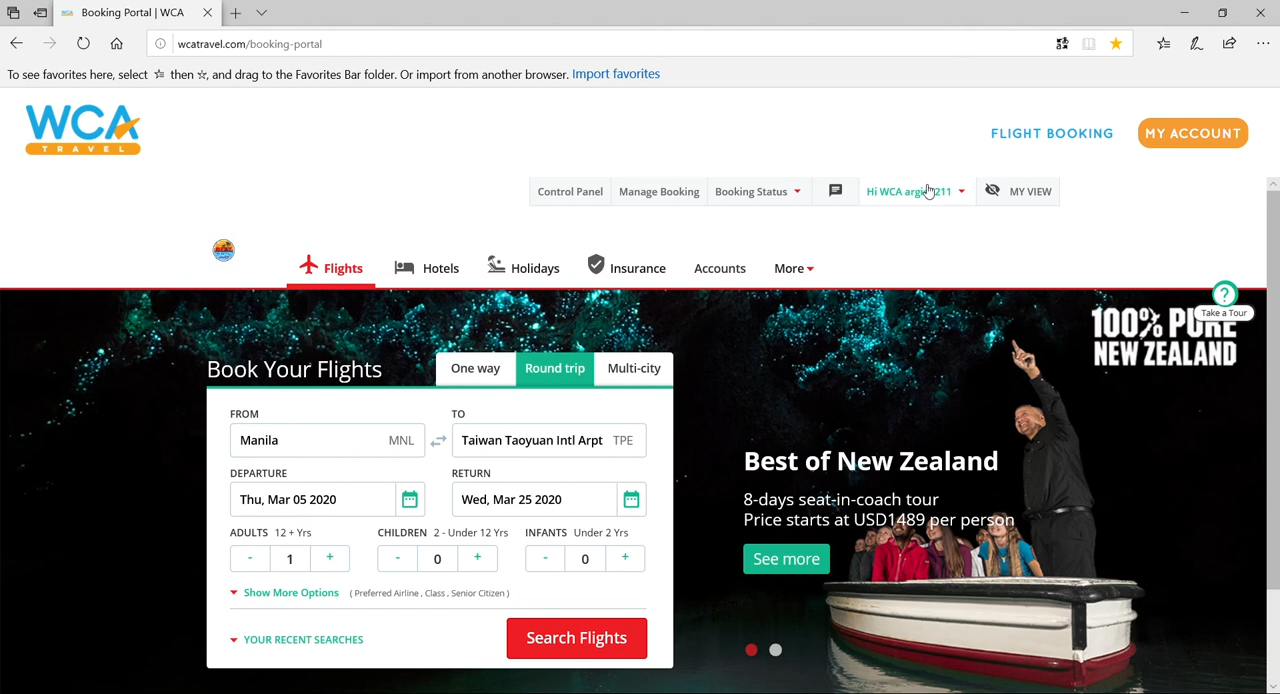 Booking Portal | WCA
wcatravel.com/booking-portal
To see favorites here, select ☆ then ☆, and drag to the Favorites Bar folder. Or import from another browser. Import favorites
WCA
TRAVEL
FLIGHT BOOKING
MY ACCOUNT
Control Panel
Manage Booking
Booking Status
Hi WCA 211
MY VIEW
Flights
Hotels
Holidays
Insurance
Accounts
More
Take a Tour
100% PURE
NEW ZEALAND
Book Your Flights
One way
Round trip
Multi-city
FROM
TO
Manila MNL
Taiwan Taoyuan Intl Arpt TPE
DEPARTURE
RETURN
Thu, Mar 05 2020
Wed, Mar 25 2020
ADULTS 12 + Yrs
CHILDREN 2 - Under 12 Yrs
INFANTS Under 2 Yrs
- 1 +
- 0 +
- 0 +
Show More Options ( Preferred Airline , Class , Senior Citizen )
YOUR RECENT SEARCHES
Search Flights
Best of New Zealand
8-days seat-in-coach tour
Price starts at USD1489 per person
See more